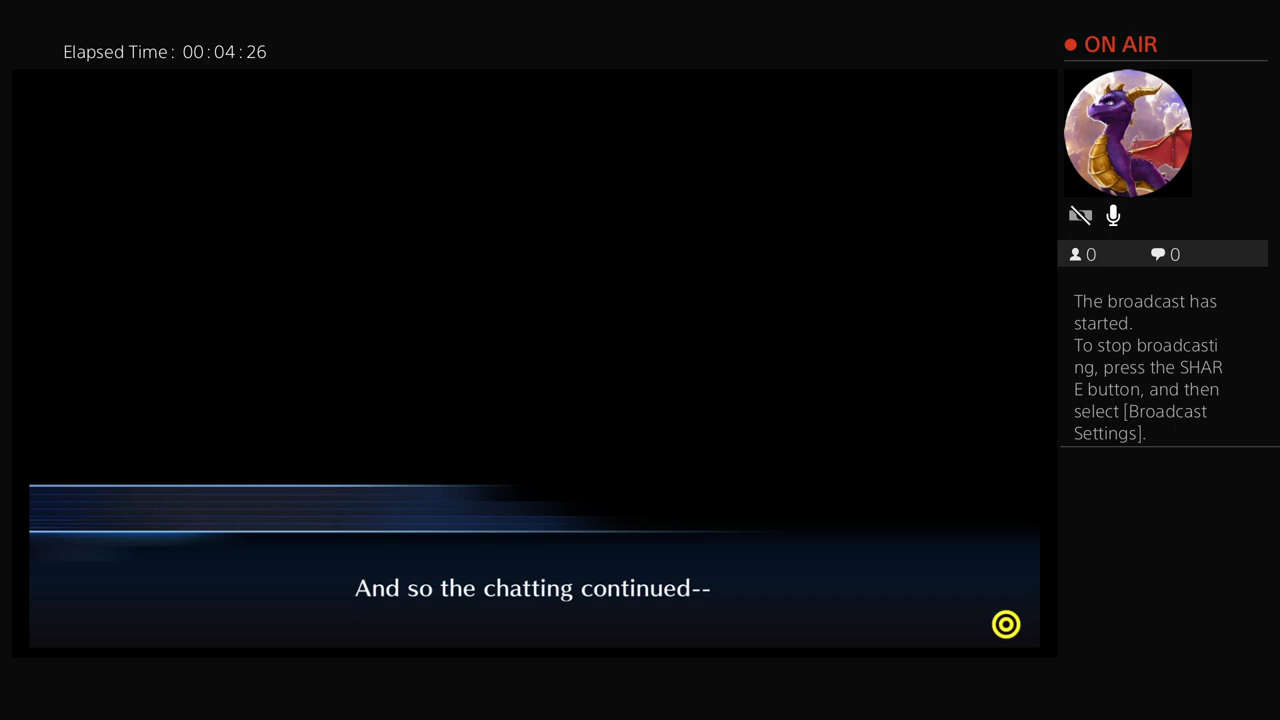 Elapsed Time: 00:04:26
ON AIR
0 0
The broadcast has
started.
To stop broadcasti
ng, press the SHAR
E button, and then
select [Broadcast
Settings].
And so the chatting continued--